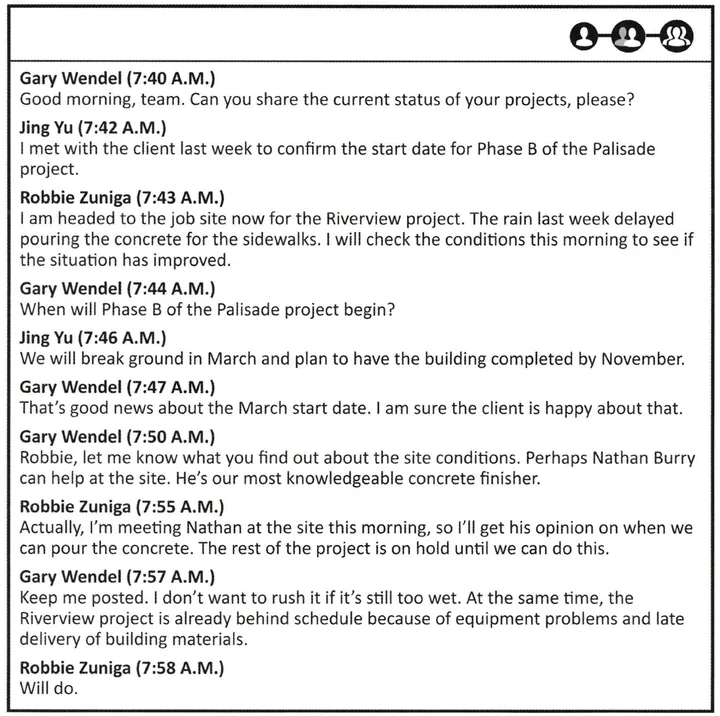 Gary Wendel (7:40 A.M.)
Good morning, team. Can you share the current status of your projects, please?
Jing Yu (7:42 A.M.)
I met with the client last week to confirm the start date for Phase B of the Palisade
project.
Robbie Zuniga (7:43 A.M.)
I am headed to the job site now for the Riverview project. The rain last week delayed
pouring the concrete for the sidewalks. I will check the conditions this morning to see if
the situation has improved.
Gary Wendel (7:44 A.M.)
When will Phase B of the Palisade project begin?
Jing Yu (7:46 A.M.)
We will break ground in March and plan to have the building completed by November.
Gary Wendel (7:47 A.M.)
That's good news about the March start date. I am sure the client is happy about that.
Gary Wendel (7:50 A.M.)
Robbie, let me know what you find out about the site conditions. Perhaps Nathan Burry
can help at the site. He's our most knowledgeable concrete finisher.
Robbie Zuniga (7:55 A.M.)
Actually, I'm meeting Nathan at the site this morning, so I'll get his opinion on when we
can pour the concrete. The rest of the project is on hold until we can do this.
Gary Wendel (7:57 A.M.)
Keep me posted. I don't want to rush it if it's still too wet. At the same time, the
Riverview project is already behind schedule because of equipment problems and late
delivery of building materials.
Robbie Zuniga (7:58 A.M.)
Will do.